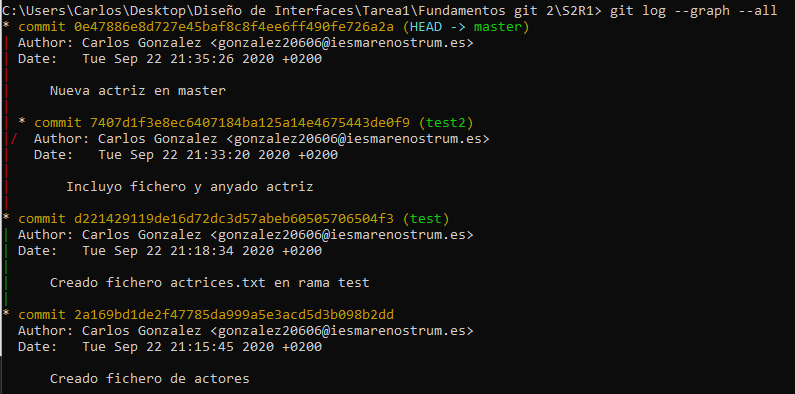 C:\Users\Carlos\Desktop\Diseño de Interfaces\Tarea1\Fundamentos git 2\S2R1> git log --graph --all
* commit 0e47886e8d727e45baf8c8f4ee6ff490fe726a2a (HEAD -> master)
| Author: Carlos Gonzalez <gonzalez20606@iesmarenostrum.es>
| Date:   Tue Sep 22 21:35:26 2020 +0200
|
|     Nueva actriz en master
|
| * commit 7407d1f3e8ec6407184ba125a14e4675443de0f9 (test2)
|/  Author: Carlos Gonzalez <gonzalez20606@iesmarenostrum.es>
|   Date:   Tue Sep 22 21:33:20 2020 +0200
|
|       Incluyo fichero y anyado actriz
|
* commit d221429119de16d72dc3d57abeb60505706504f3 (test)
| Author: Carlos Gonzalez <gonzalez20606@iesmarenostrum.es>
| Date:   Tue Sep 22 21:18:34 2020 +0200
|
|     Creado fichero actrices.txt en rama test
|
* commit 2a169bd1de2f47785da999a5e3acd5d3b098b2dd
  Author: Carlos Gonzalez <gonzalez20606@iesmarenostrum.es>
  Date:   Tue Sep 22 21:15:45 2020 +0200

      Creado fichero de actores